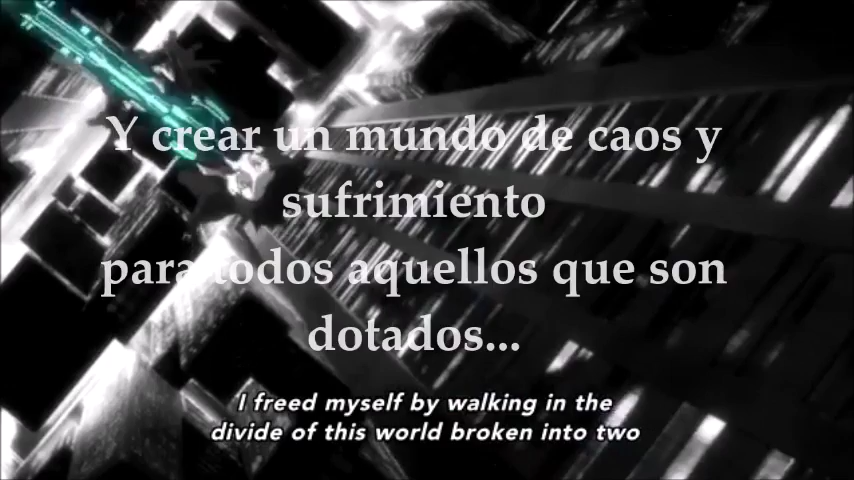 Y crear un mundo de caos y
sufrimiento
para todos aquellos que son
dotados...
I freed myself by walking in the
divide of this world broken into two